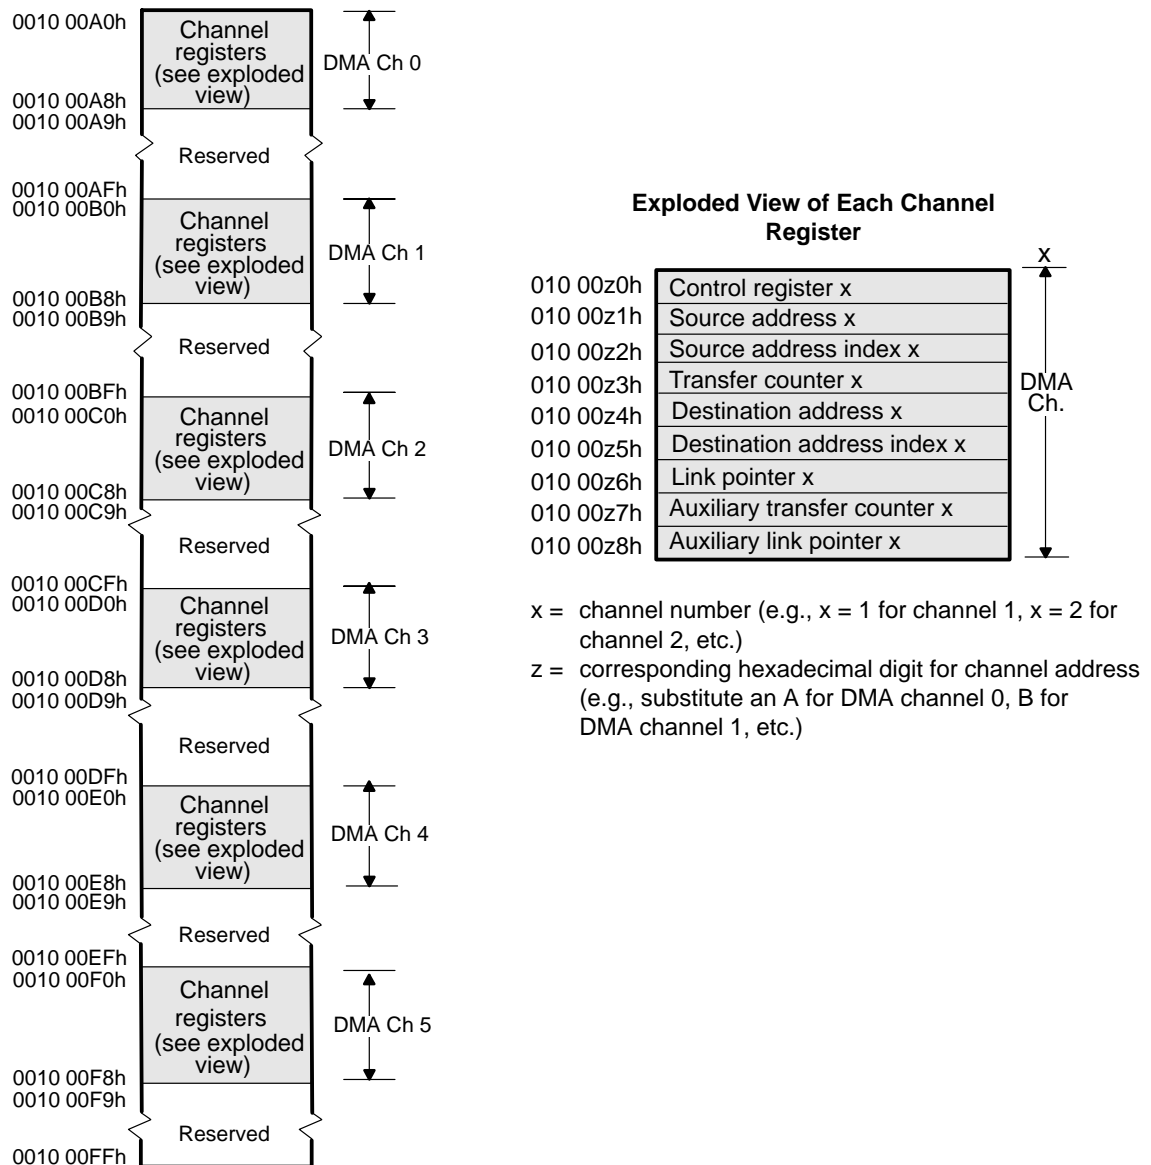 0010 00A0h
Channel
registers
(see exploded
view)
DMA Ch 0
0010 00A8h
0010 00A9h
Reserved
0010 00AFh
0010 00B0h
Channel
registers
(see exploded
view)
DMA Ch 1
0010 00B8h
0010 00B9h
Reserved
0010 00BFh
0010 00C0h
Channel
registers
(see exploded
view)
DMA Ch 2
0010 00C8h
0010 00C9h
Reserved
0010 00CFh
0010 00D0h
Channel
registers
(see exploded
view)
DMA Ch 3
0010 00D8h
0010 00D9h
Reserved
0010 00DFh
0010 00E0h
Channel
registers
(see exploded
view)
DMA Ch 4
0010 00E8h
0010 00E9h
Reserved
0010 00EFh
0010 00F0h
Channel
registers
(see exploded
view)
DMA Ch 5
0010 00F8h
0010 00F9h
Reserved
0010 00FFh
Exploded View of Each Channel
Register
x
010 00z0h Control register x
010 00z1h Source address x
010 00z2h Source address index x
010 00z3h Transfer counter x
010 00z4h Destination address x
010 00z5h Destination address index x
010 00z6h Link pointer x
010 00z7h Auxiliary transfer counter x
010 00z8h Auxiliary link pointer x
DMA
Ch.
x = channel number (e.g., x = 1 for channel 1, x = 2 for
channel 2, etc.)
z = corresponding hexadecimal digit for channel address
(e.g., substitute an A for DMA channel 0, B for
DMA channel 1, etc.)